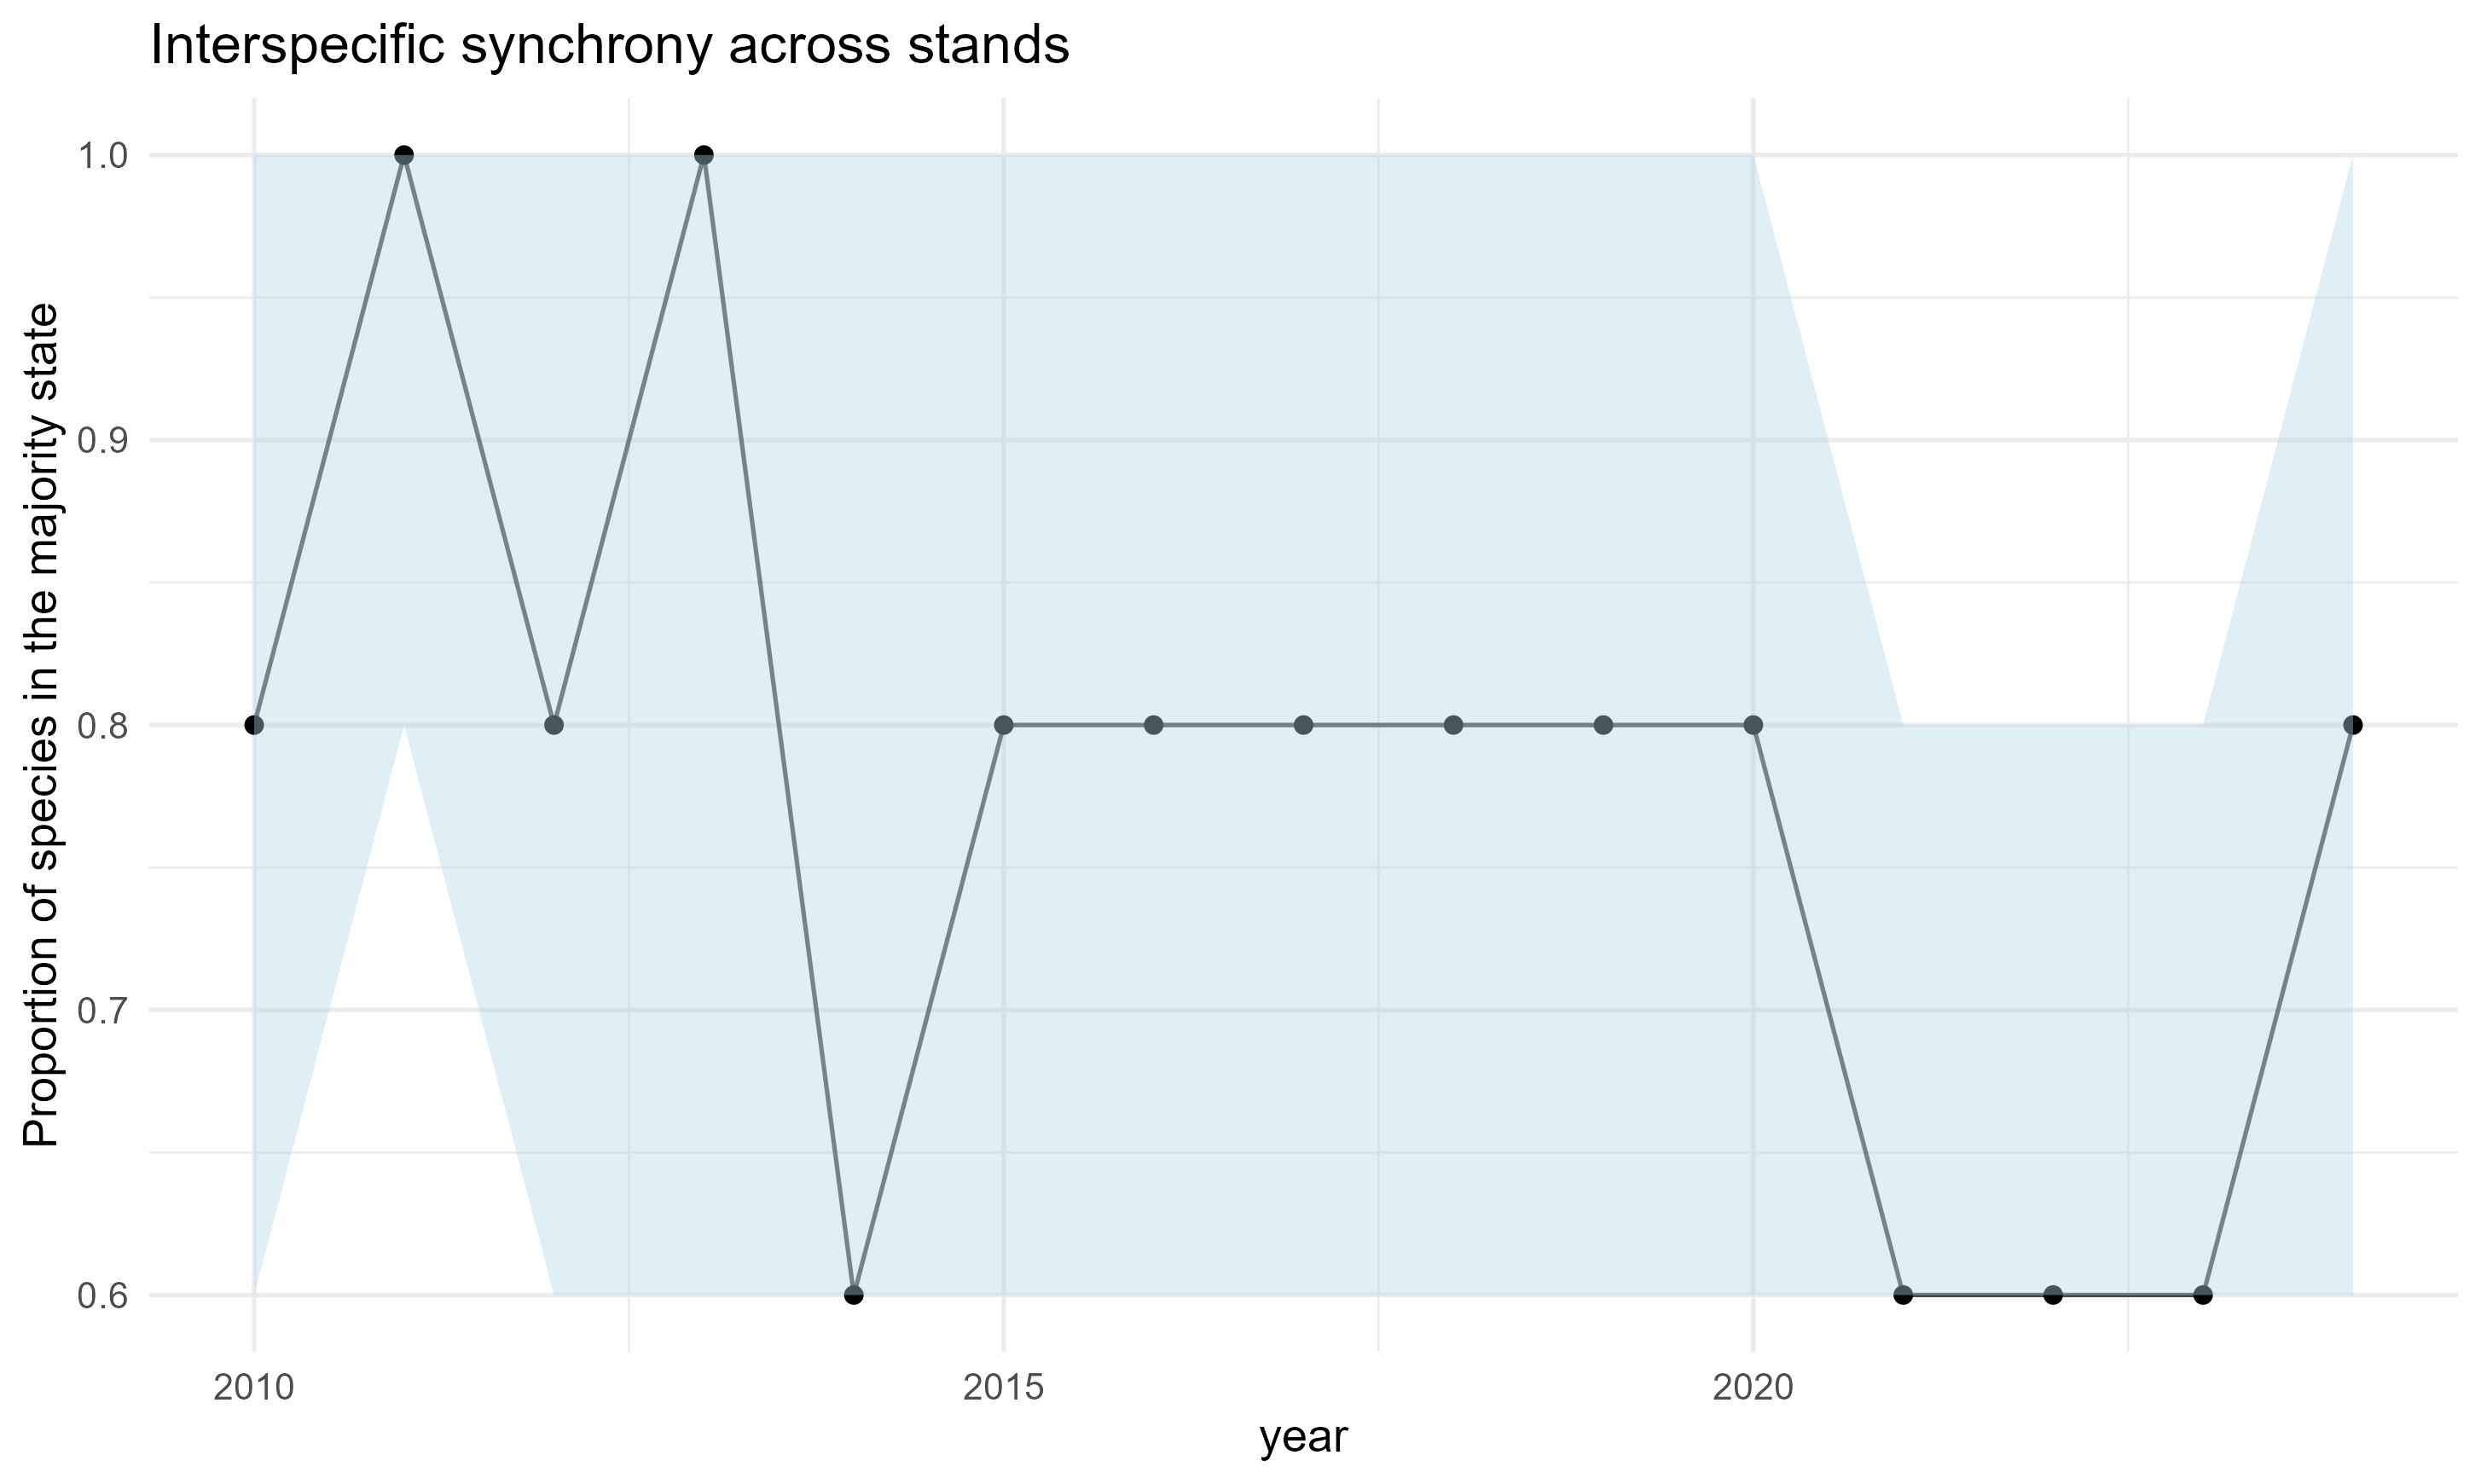 Interspecific synchrony across stands
Proportion of species in the majority state
1.0
0.9
0.8
0.7
0.6
2010
2015
2020
year